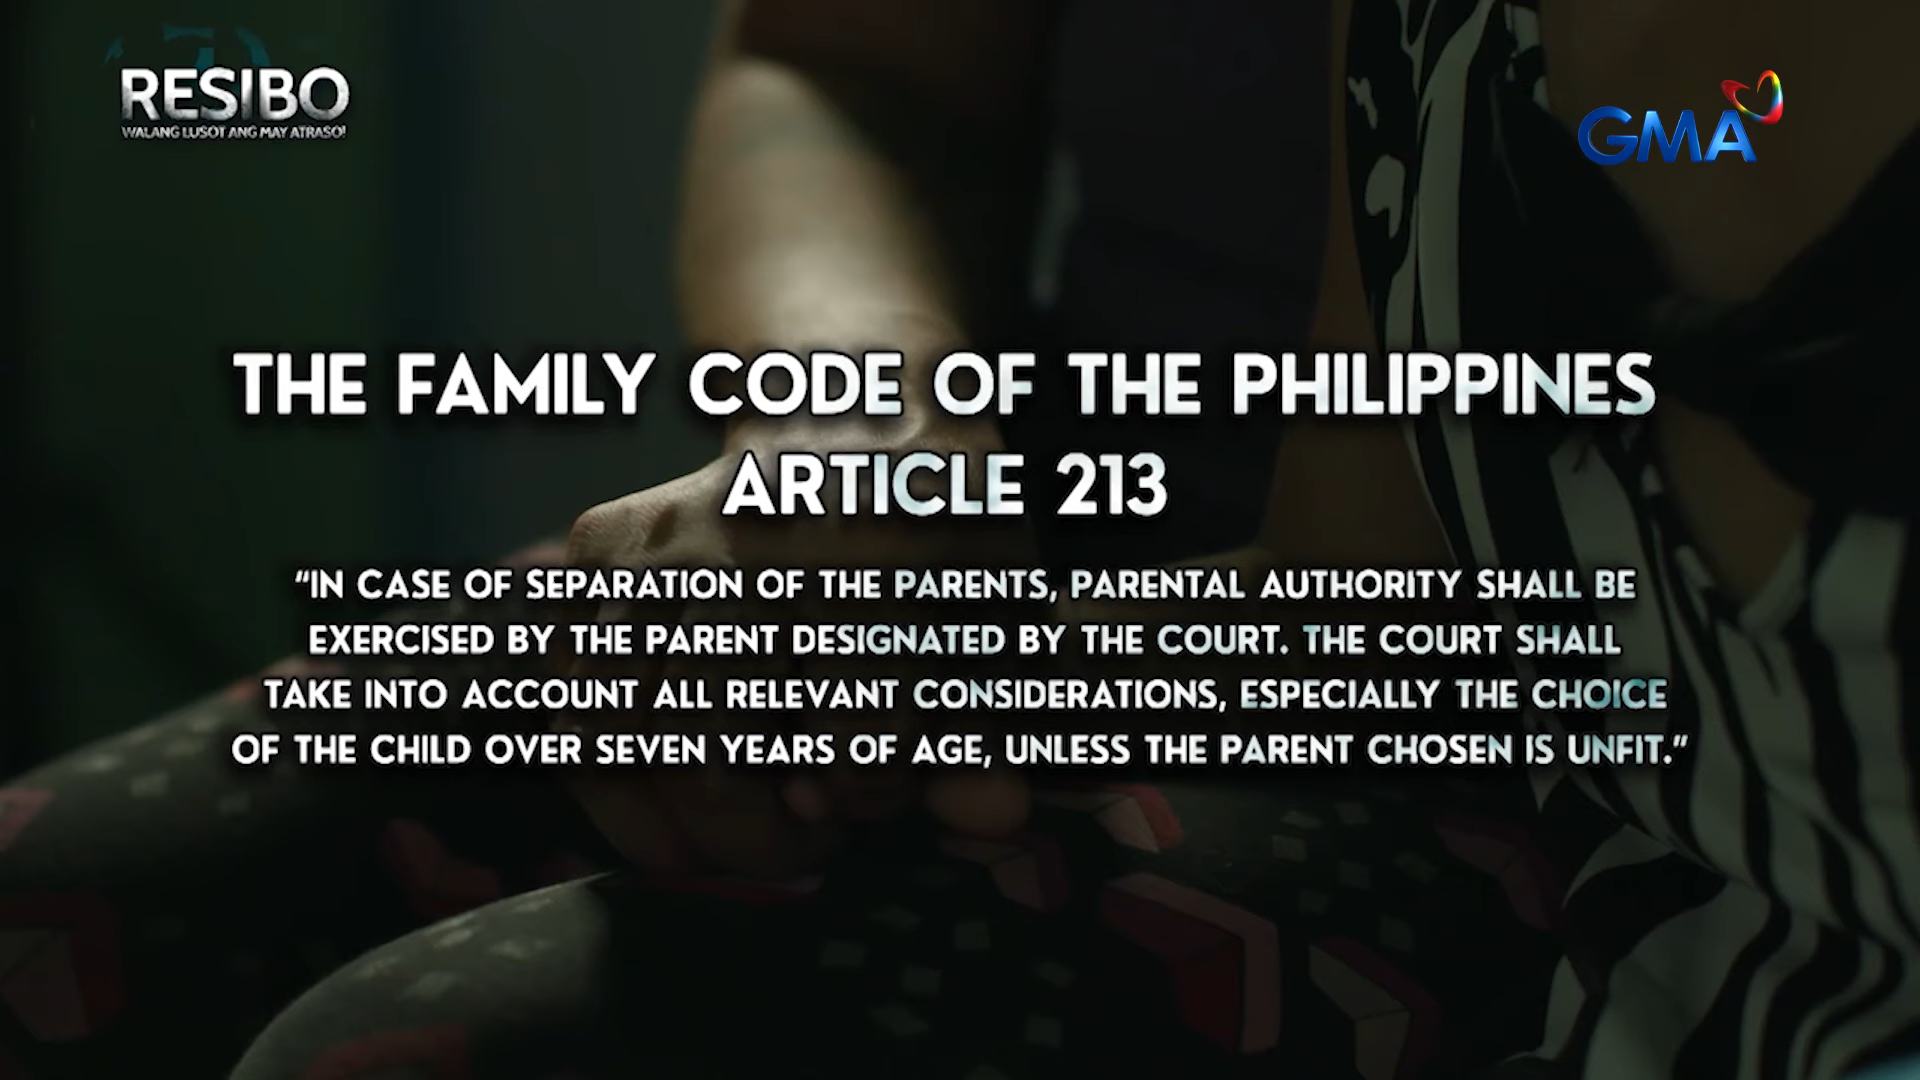 RESIBO
WALANG LUSOT ANG MAY ATRASO!
GMA
THE FAMILY CODE OF THE PHILIPPINES
ARTICLE 213
“IN CASE OF SEPARATION OF THE PARENTS, PARENTAL AUTHORITY SHALL BE
EXERCISED BY THE PARENT DESIGNATED BY THE COURT. THE COURT SHALL
TAKE INTO ACCOUNT ALL RELEVANT CONSIDERATIONS, ESPECIALLY THE CHOICE
OF THE CHILD OVER SEVEN YEARS OF AGE, UNLESS THE PARENT CHOSEN IS UNFIT.”